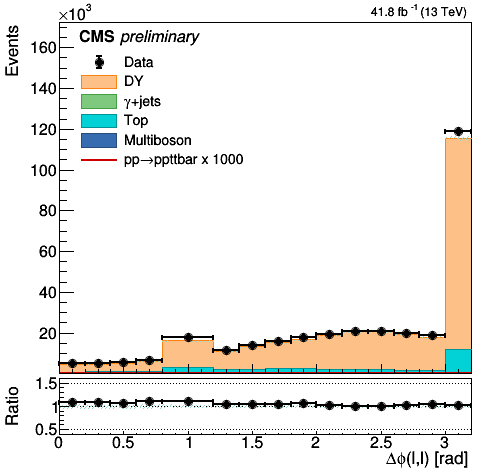 ×10³
41.8 fb⁻¹ (13 TeV)
CMS preliminary
Data
DY
γ+jets
Top
Multiboson
pp→ppttbar x 1000
Events
160
140
120
100
80
60
40
20
Ratio
1.5
1
0.5
0 0.5 1 1.5 2 2.5 3
Δϕ(l,l) [rad]